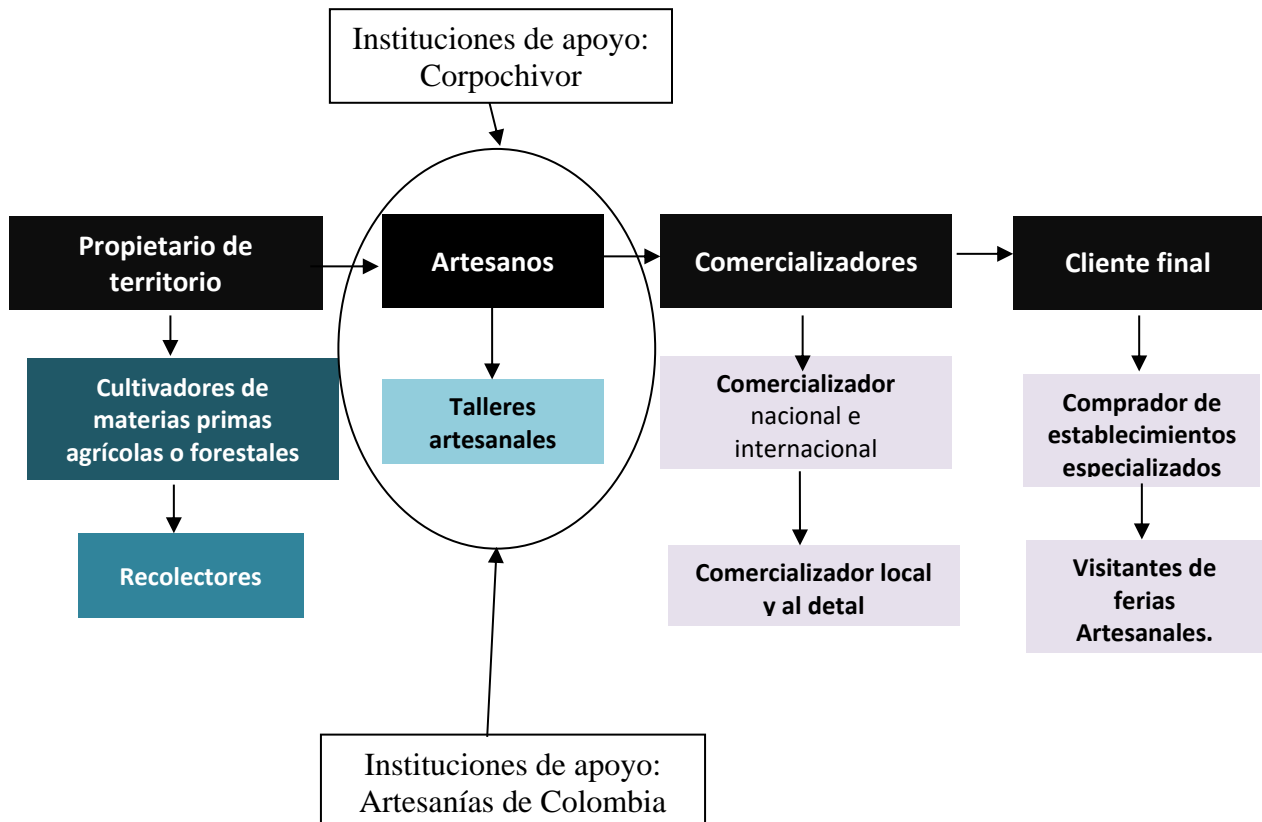 Instituciones de apoyo:
Corpochivor
Propietario de
territorio
Artesanos
Comercializadores
Cliente final
Cultivadores de
materias primas
agrícolas o forestales
Talleres
artesanales
Comercializador
nacional e
internacional
Comprador de
establecimientos
especializados
Recolectores
Comercializador local
y al detal
Visitantes de
ferias
Artesanales.
Instituciones de apoyo:
Artesanías de Colombia